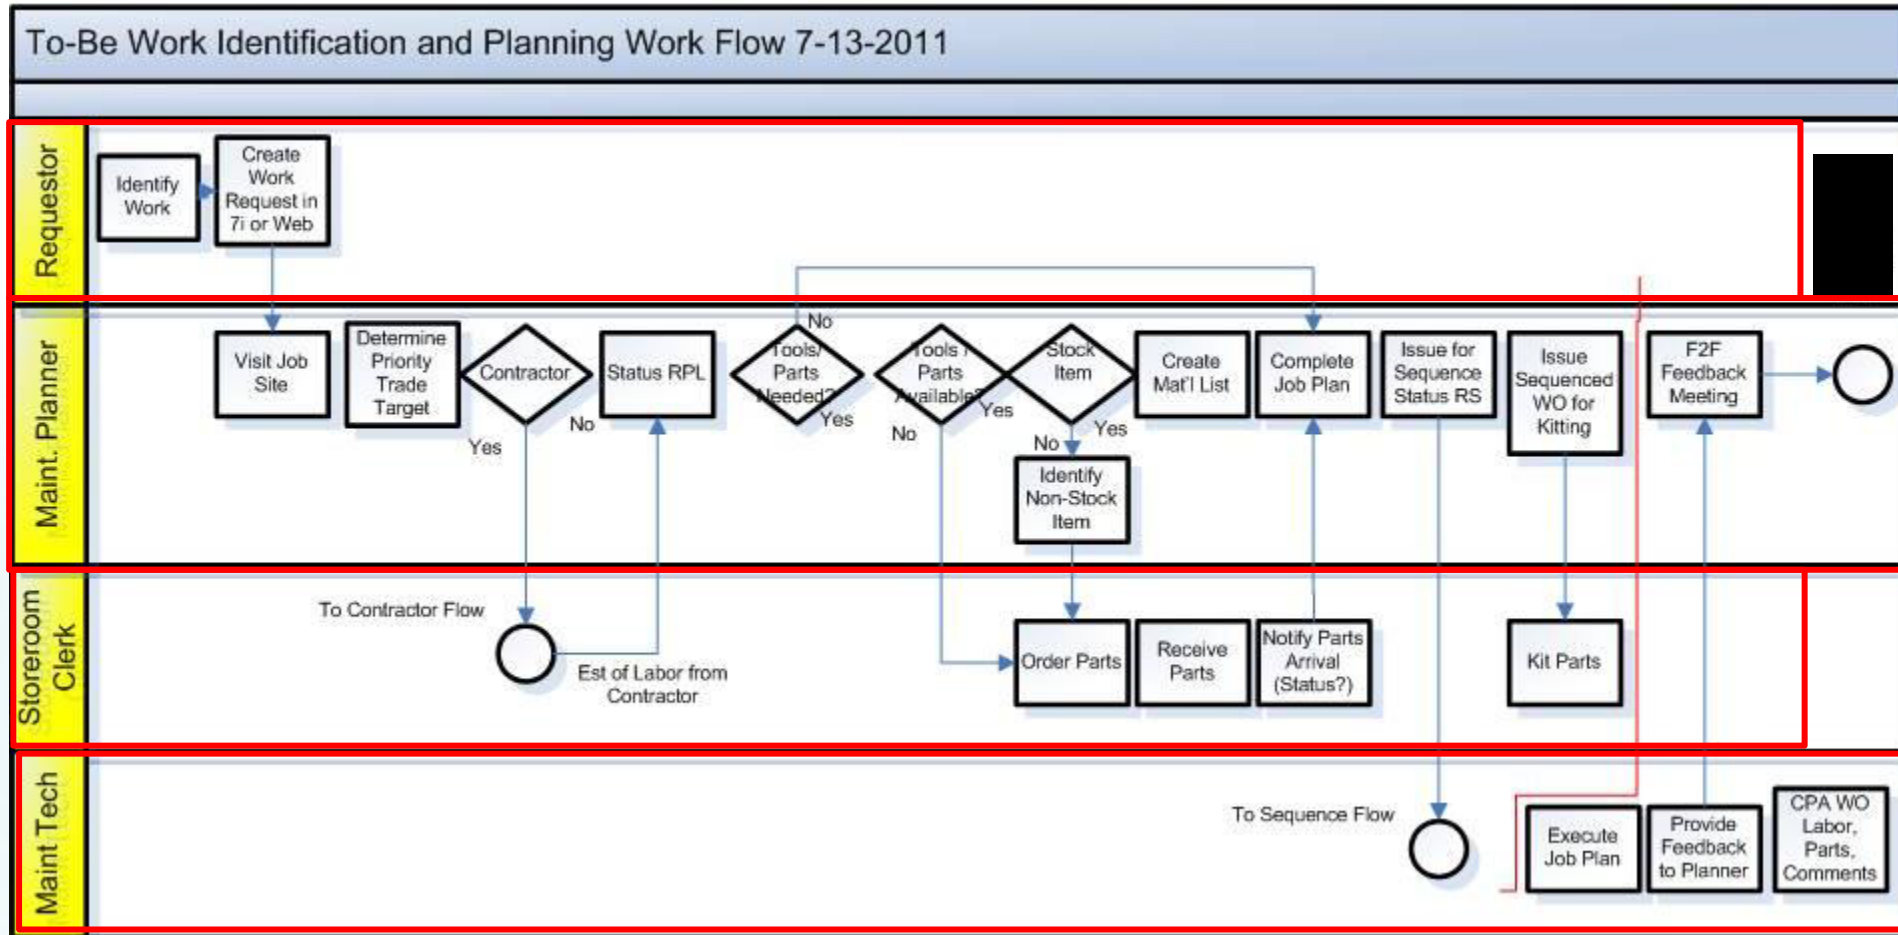 To-Be Work Identification and Planning Work Flow 7-13-2011
Requestor
Identify
Work
Create
Work
Request in
7i or Web
Maint. Planner
Visit Job
Site
Determine
Priority
Trade
Target
Contractor
Yes
No
Status RPL
Tools/
Parts
Needed?
No
Yes
Tools /
Parts
Available?
Yes
No
Stock
Item
Yes
No
Identify
Non-Stock
Item
Create
Mat'l List
Complete
Job Plan
Issue for
Sequence
Status RS
Issue
Sequenced
WO for
Kitting
F2F
Feedback
Meeting
Storeroom
Clerk
To Contractor Flow
Est of Labor from
Contractor
Order Parts
Receive
Parts
Notify Parts
Arrival
(Status?)
Kit Parts
Maint Tech
To Sequence Flow
Execute
Job Plan
Provide
Feedback
to Planner
CPA WO
Labor,
Parts,
Comments